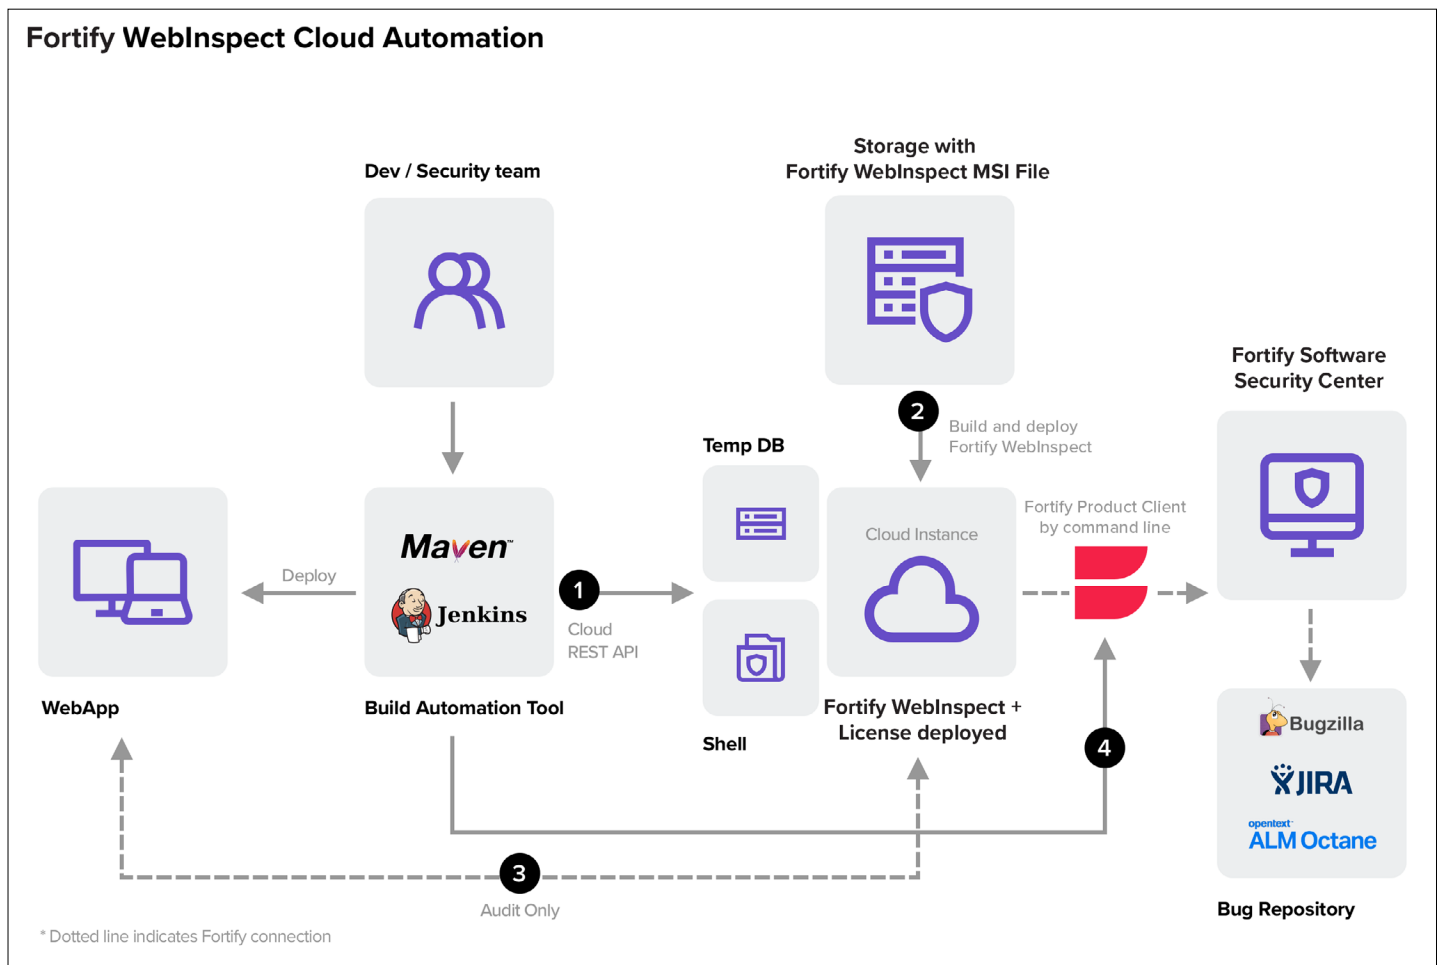 Fortify WebInspect Cloud Automation
Dev / Security team
Storage with
Fortify WebInspect MSI File
2
Build and deploy
Fortify WebInspect
Fortify Software
Security Center
Temp DB
Maven™
Jenkins
Deploy
1
Cloud
REST API
Cloud Instance
Fortify Product Client
by command line
WebApp
Build Automation Tool
Shell
Fortify WebInspect +
License deployed
4
Bugzilla
JIRA
opentext™
ALM Octane
Bug Repository
3
Audit Only
* Dotted line indicates Fortify connection